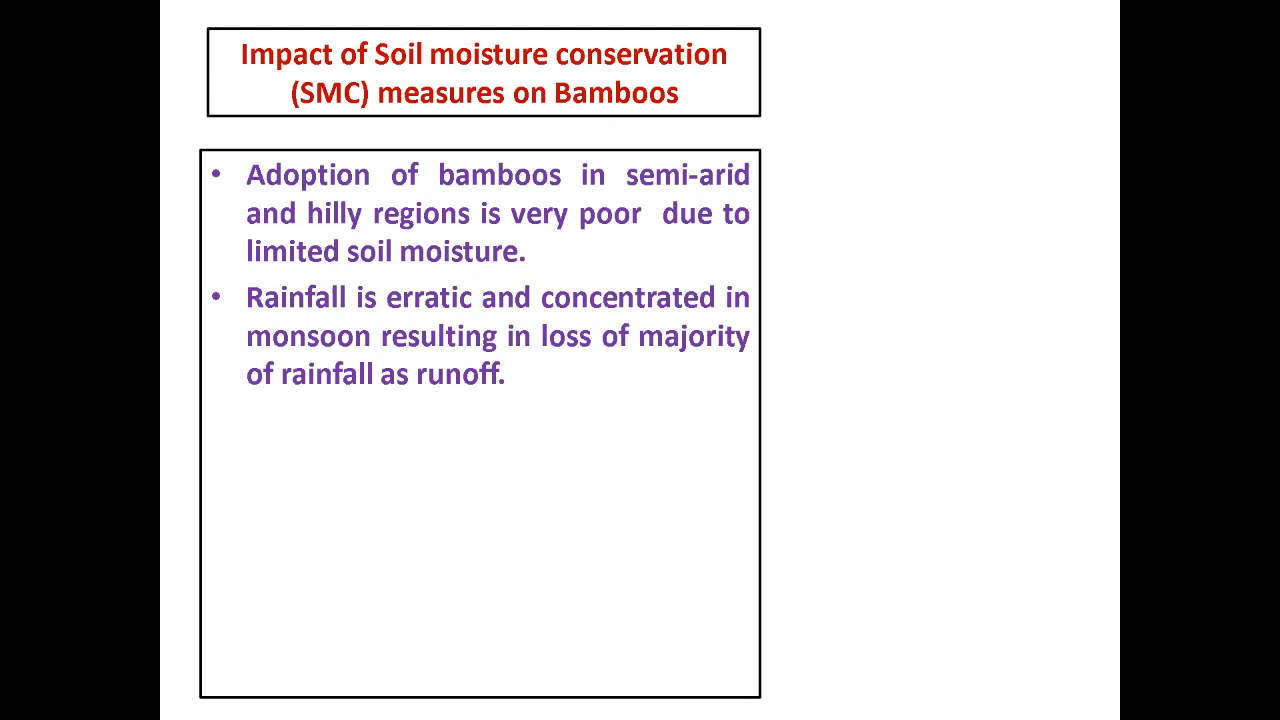 Impact of Soil moisture conservation
(SMC) measures on Bamboos
• Adoption of bamboos in semi-arid
and hilly regions is very poor due to
limited soil moisture.
• Rainfall is erratic and concentrated in
monsoon resulting in loss of majority
of rainfall as runoff.